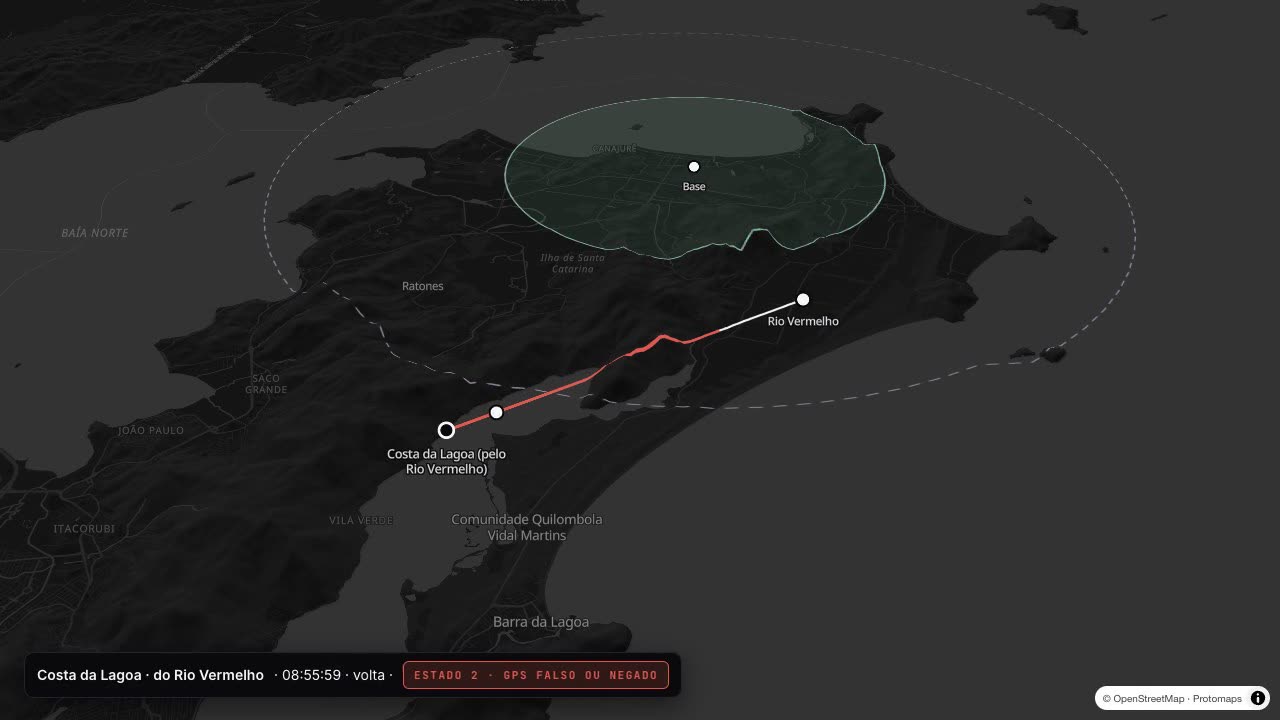 CANAJURÊ
Base
BAÍA NORTE
Ilha de Santa
Catarina
Ratones
Rio Vermelho
SACO
GRANDE
JOÃO PAULO
Costa da Lagoa (pelo
Rio Vermelho)
VILA VERDE
Comunidade Quilombola
Vidal Martins
ITACORUBI
Barra da Lagoa
Costa da Lagoa · do Rio Vermelho · 08:55:59 · volta ·
ESTADO 2 · GPS FALSO OU NEGADO
© OpenStreetMap · Protomaps